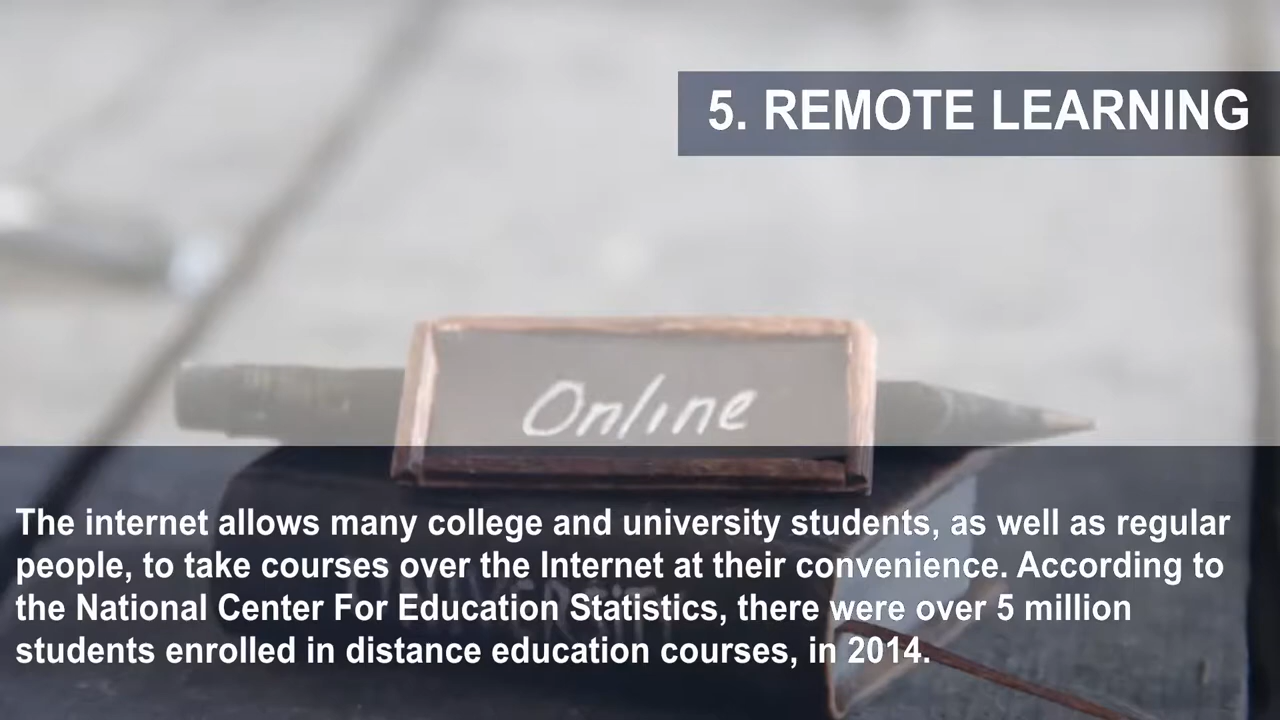 5. REMOTE LEARNING
Online
The internet allows many college and university students, as well as regular
people, to take courses over the Internet at their convenience. According to
the National Center For Education Statistics, there were over 5 million
students enrolled in distance education courses, in 2014.